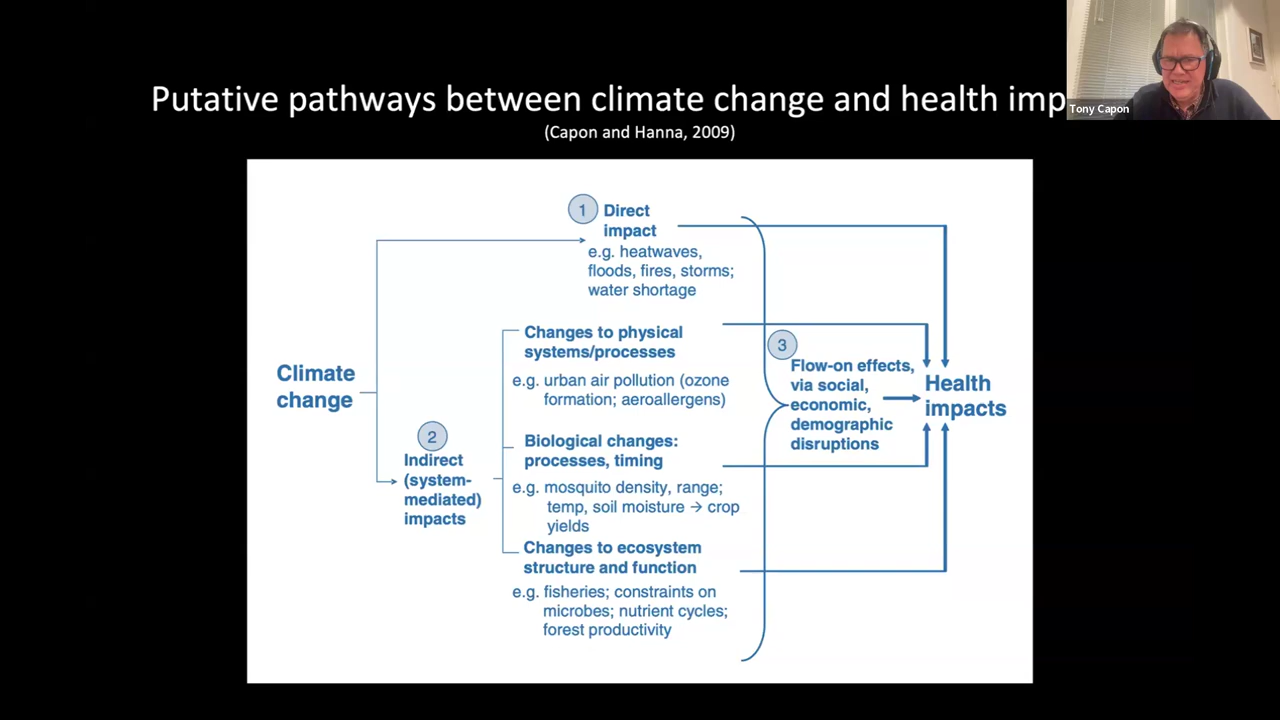 Putative pathways between climate change and health imp
(Capon and Hanna, 2009)
Tony Capon
1
Direct
impact
e.g. heatwaves,
floods, fires, storms;
water shortage
Climate
change
2
Indirect
(system-
mediated)
impacts
Changes to physical
systems/processes
e.g. urban air pollution (ozone
formation; aeroallergens)
Biological changes:
processes, timing
e.g. mosquito density, range;
temp, soil moisture → crop
yields
Changes to ecosystem
structure and function
e.g. fisheries; constraints on
microbes; nutrient cycles;
forest productivity
3
Flow-on effects,
via social,
economic,
demographic
disruptions
Health
impacts